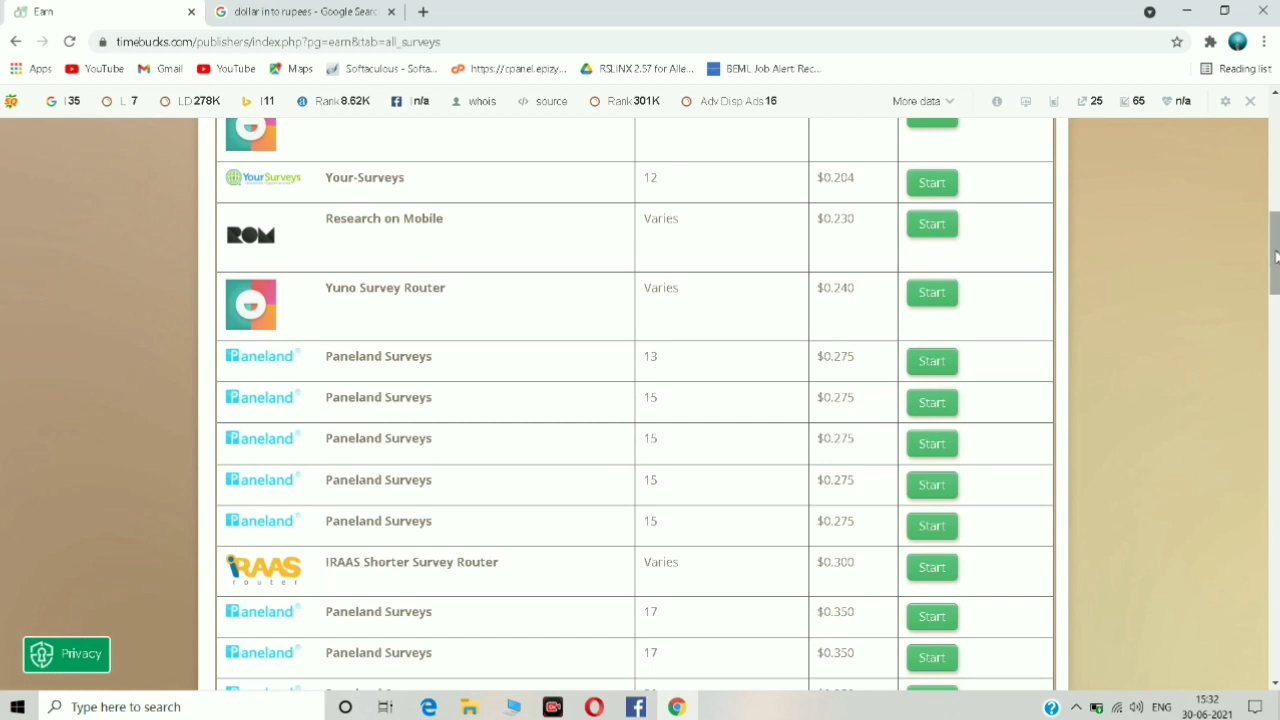 Earn
dollar into rupees - Google Searc
timebucks.com/publishers/index.php?pg=earn&tab=all_surveys
Apps YouTube Gmail YouTube Maps Softaculous - Softa... https://cpanel.epizy... RSLINX 2.57 for Alle... BEML Job Alert Rec... Reading list
I 35 L 7 LD 278K I 11 Rank 8.62K I n/a whois source Rank 301K Adv Disp Ads 16 More data 25 65 n/a
YourSurveys Your-Surveys 12 $0.204 Start
ROM Research on Mobile Varies $0.230 Start
Yuno Survey Router Varies $0.240 Start
Paneland Paneland Surveys 13 $0.275 Start
Paneland Paneland Surveys 15 $0.275 Start
Paneland Paneland Surveys 15 $0.275 Start
Paneland Paneland Surveys 15 $0.275 Start
Paneland Paneland Surveys 15 $0.275 Start
iRAAS router IRAAS Shorter Survey Router Varies $0.300 Start
Paneland Paneland Surveys 17 $0.350 Start
Paneland Paneland Surveys 17 $0.350 Start
Privacy
Type here to search
ENG
15:32
30-06-2021